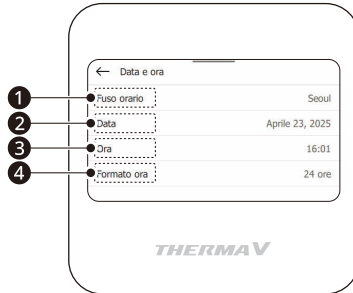 ← Data e ora
1 Fuso orario Seoul
2 Data Aprile 23, 2025
3 Ora 16:01
4 Formato ora 24 ore
THERMA V